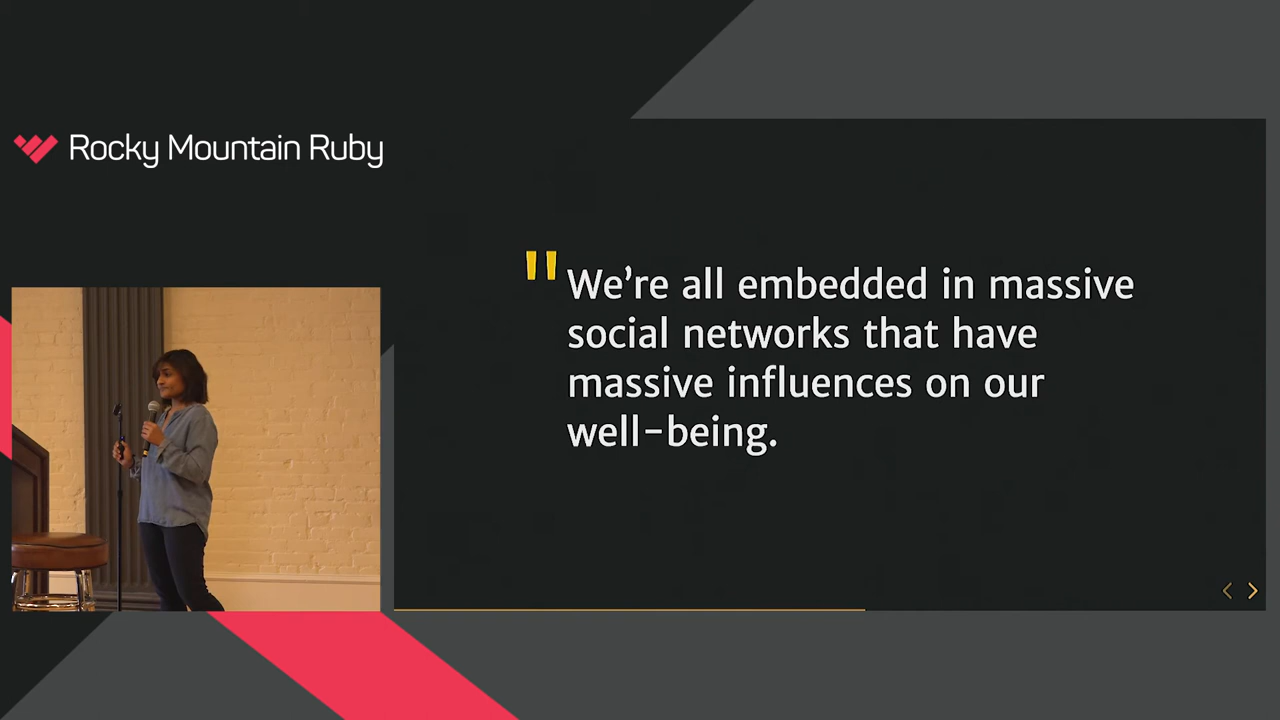 Rocky Mountain Ruby
"We’re all embedded in massive
social networks that have
massive influences on our
well-being.